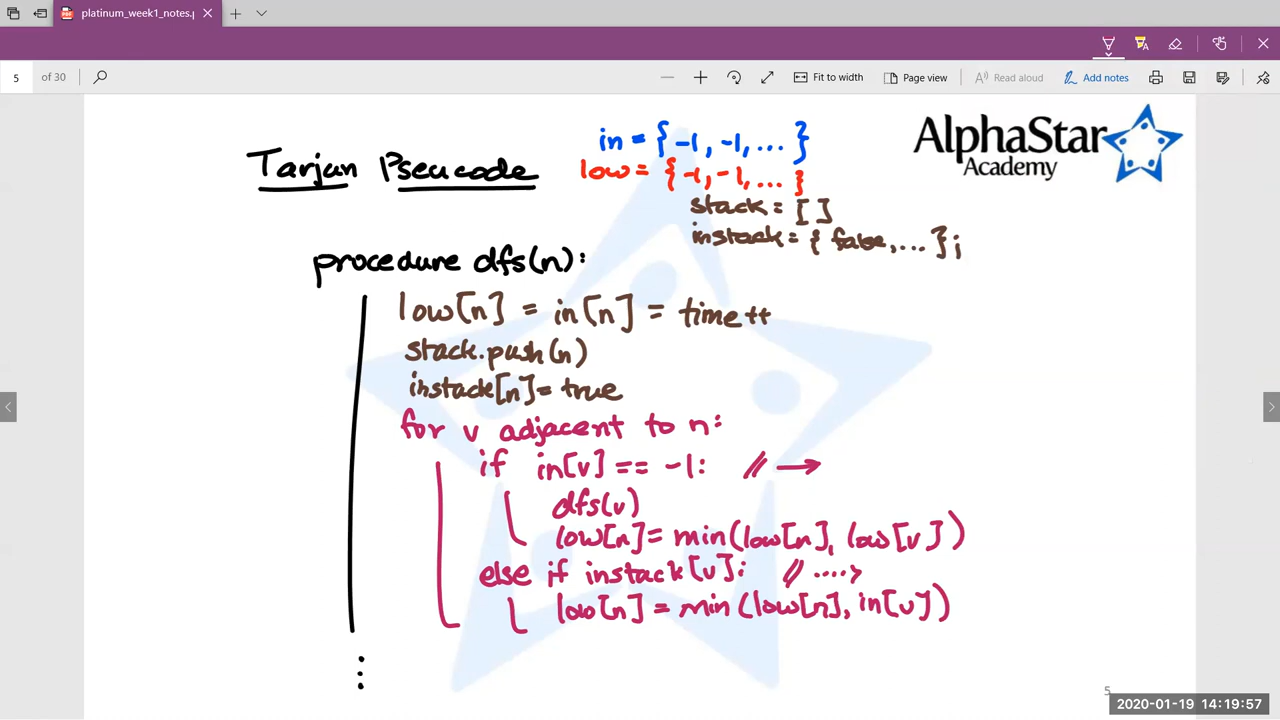 platinum_week1_notes.p
5 of 30
Fit to width
Page view
Read aloud
Add notes
AlphaStar
Academy
in = {-1, -1, ... }
low = {-1, -1, ... }
Tarjan Pseucode
stack = [ ]
instack = { false, ... };
procedure dfs(n):
low[n] = in[n] = time++
stack.push(n)
instack[n] = true
for v adjacent to n:
if in[v] == -1: // →
dfs(v)
low[n] = min(low[n], low[v])
else if instack[v]: // ....>
low[n] = min(low[n], in[v])
5
2020-01-19 14:19:57